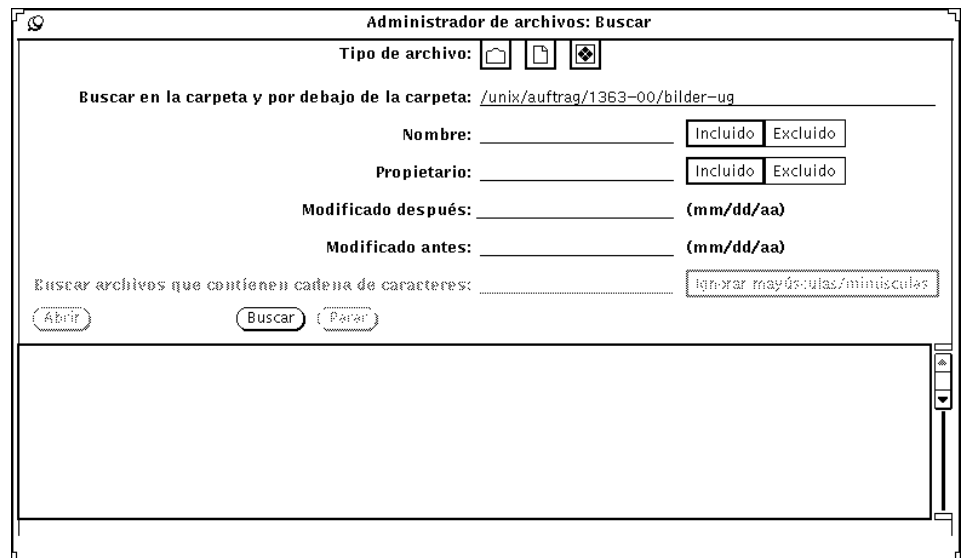 Administrador de archivos: Buscar
Tipo de archivo:
Buscar en la carpeta y por debajo de la carpeta: /unix/auftrag/1363-00/bilder-ug
Nombre: Incluido Excluido
Propietario: Incluido Excluido
Modificado después: (mm/dd/aa)
Modificado antes: (mm/dd/aa)
Buscar archivos que contienen cadena de caracteres: Ignorar mayúsculas/minúsculas
Abrir Buscar Parar